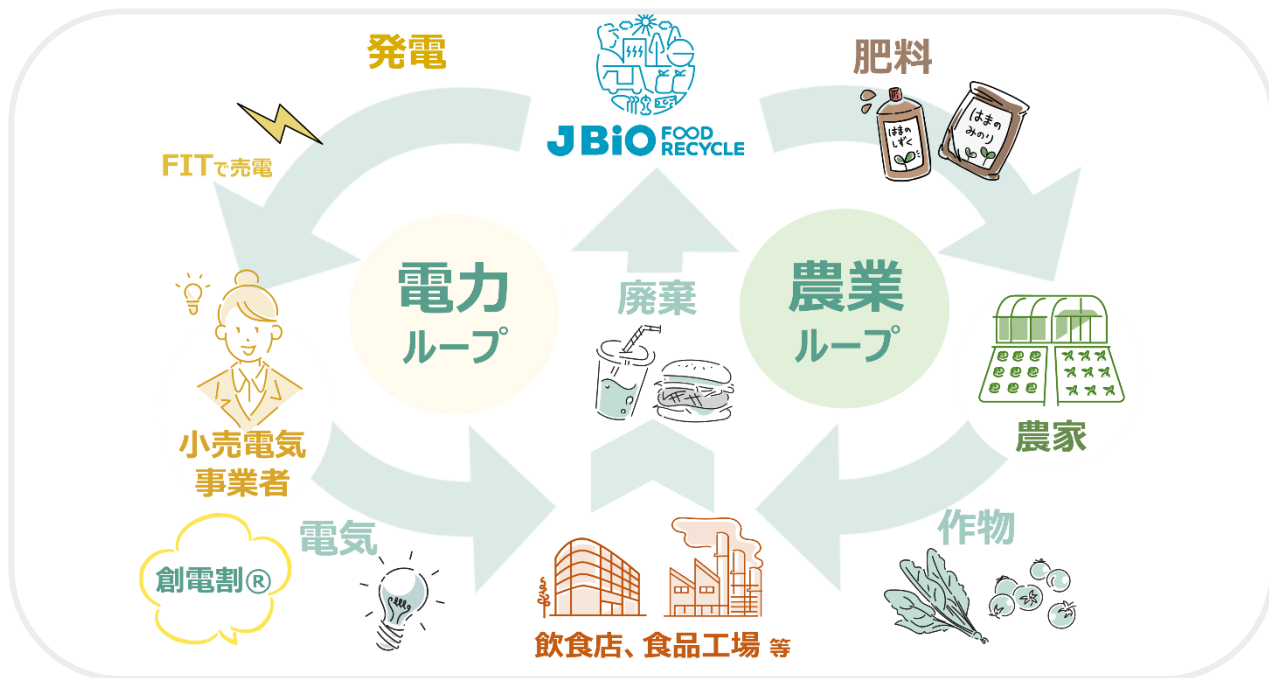 発電
肥料
JBiO FOOD RECYCLE
はまの
しずく
はまの
みのり
FITで売電
電力
ループ
廃棄
農業
ループ
小売電気
事業者
農家
電気
創電割®
作物
飲食店、食品工場 等